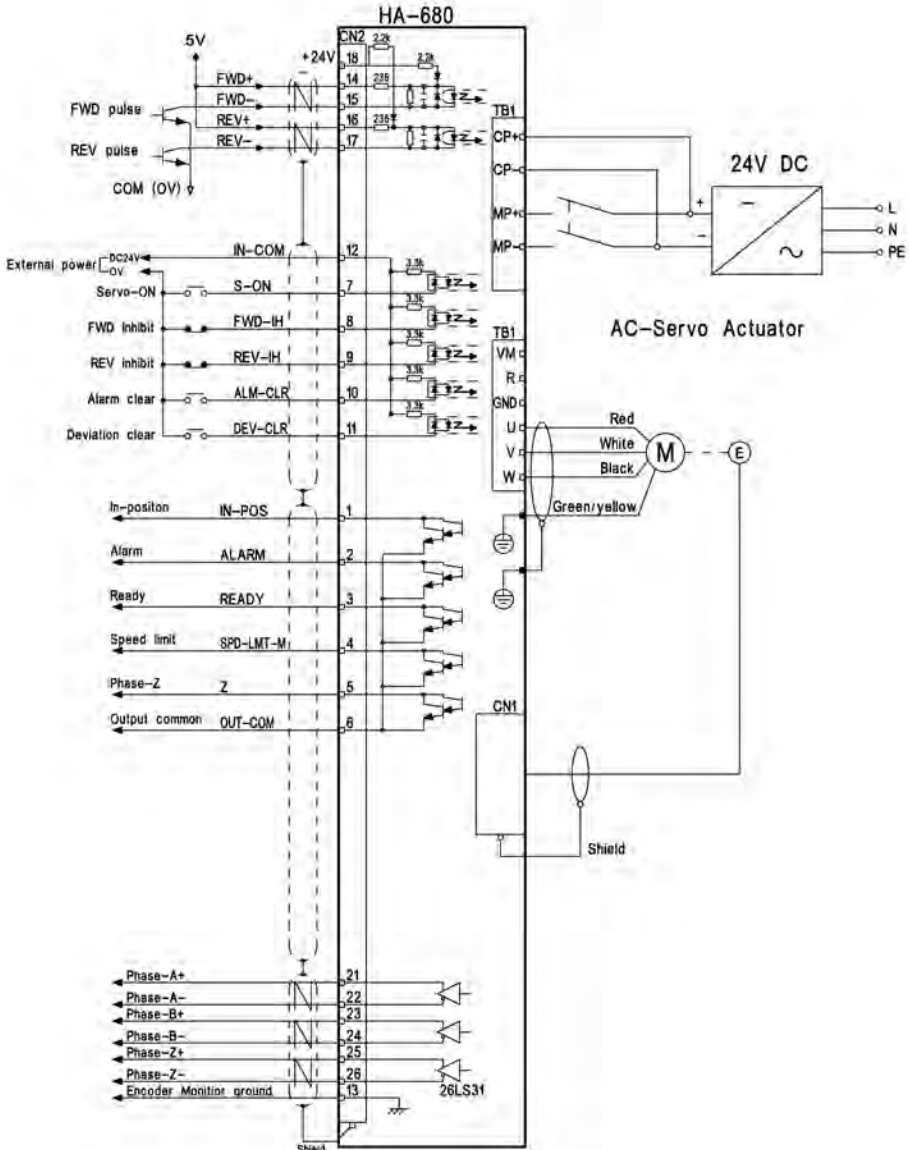 HA-680
CN2
5V
+24V
2.2k
18
2.2k
FWD+
14
235
FWD pulse
FWD-
15
REV+
16
235
REV pulse
REV-
17
COM (0V)
TB1
CP+
CP-
MP+
MP-
24V DC
+
-
L
N
PE
External power
DC24V
0V
IN-COM
12
3.3k
Servo-ON
S-ON
7
3.3k
FWD inhibit
FWD-IH
8
3.3k
REV inhibit
REV-IH
9
3.3k
Alarm clear
ALM-CLR
10
3.3k
Deviation clear
DEV-CLR
11
AC-Servo Actuator
TB1
VM
R
GND
U
Red
V
White
W
Black
M
E
Green/yellow
In-positon
IN-POS
1
Alarm
ALARM
2
Ready
READY
3
Speed limit
SPD-LMT-M
4
Phase-Z
Z
5
Output common
OUT-COM
6
CN1
Shield
Phase-A+
21
Phase-A-
22
Phase-B+
23
Phase-B-
24
Phase-Z+
25
Phase-Z-
26
26LS31
Encoder Monitior ground
13
Shield